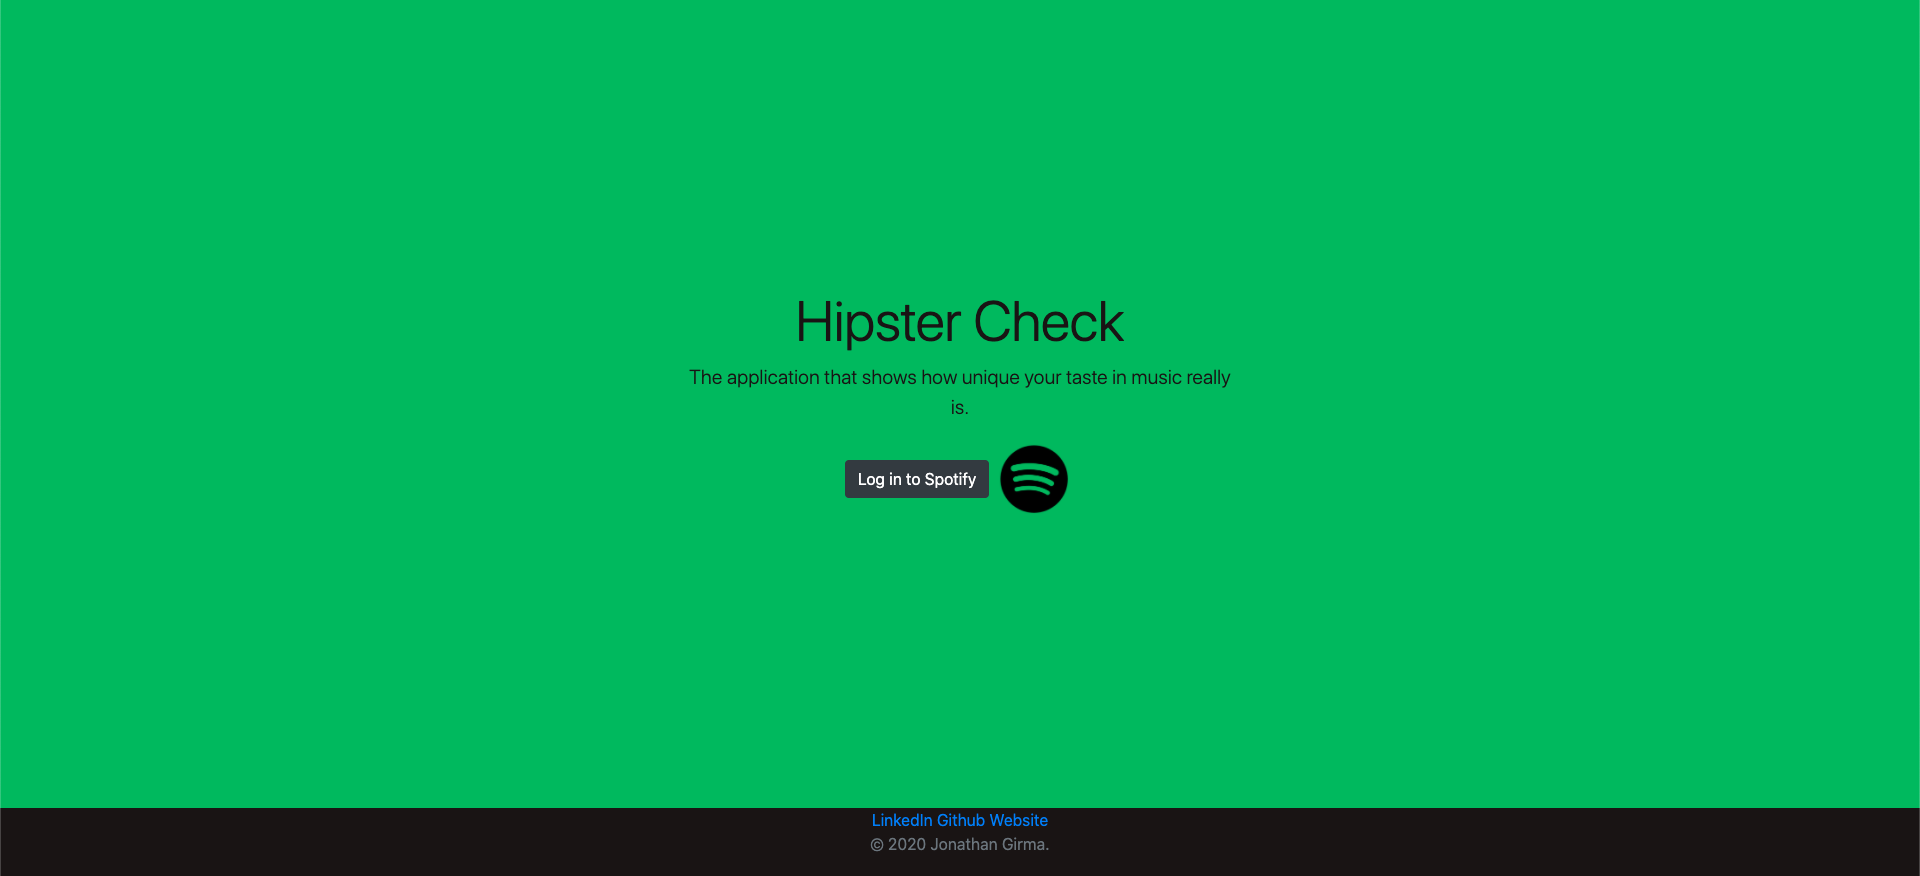 Hipster Check
The application that shows how unique your taste in music really
is.
Log in to Spotify
LinkedIn Github Website
© 2020 Jonathan Girma.